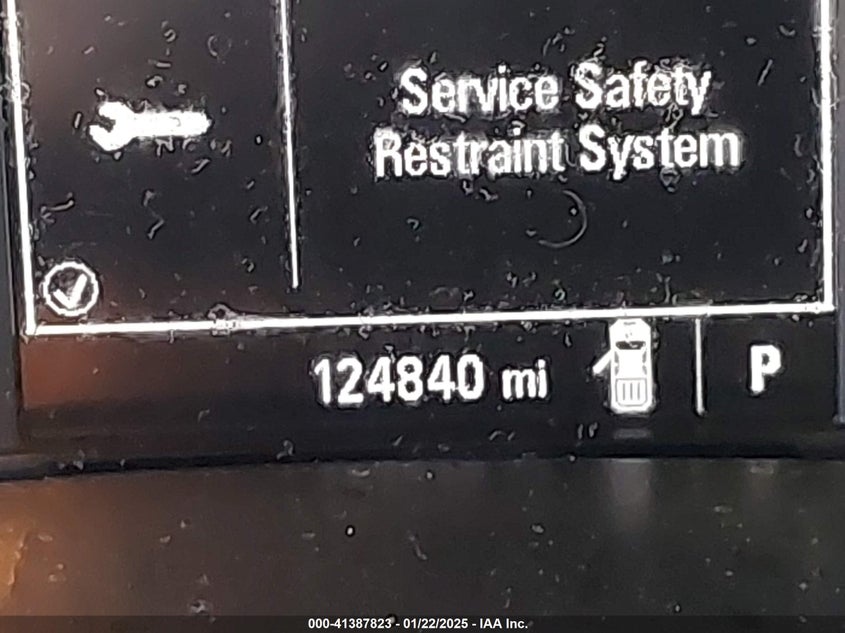 Service Safety
Restraint System
124840 mi
P
000-41387823 - 01/22/2025 - IAA Inc.